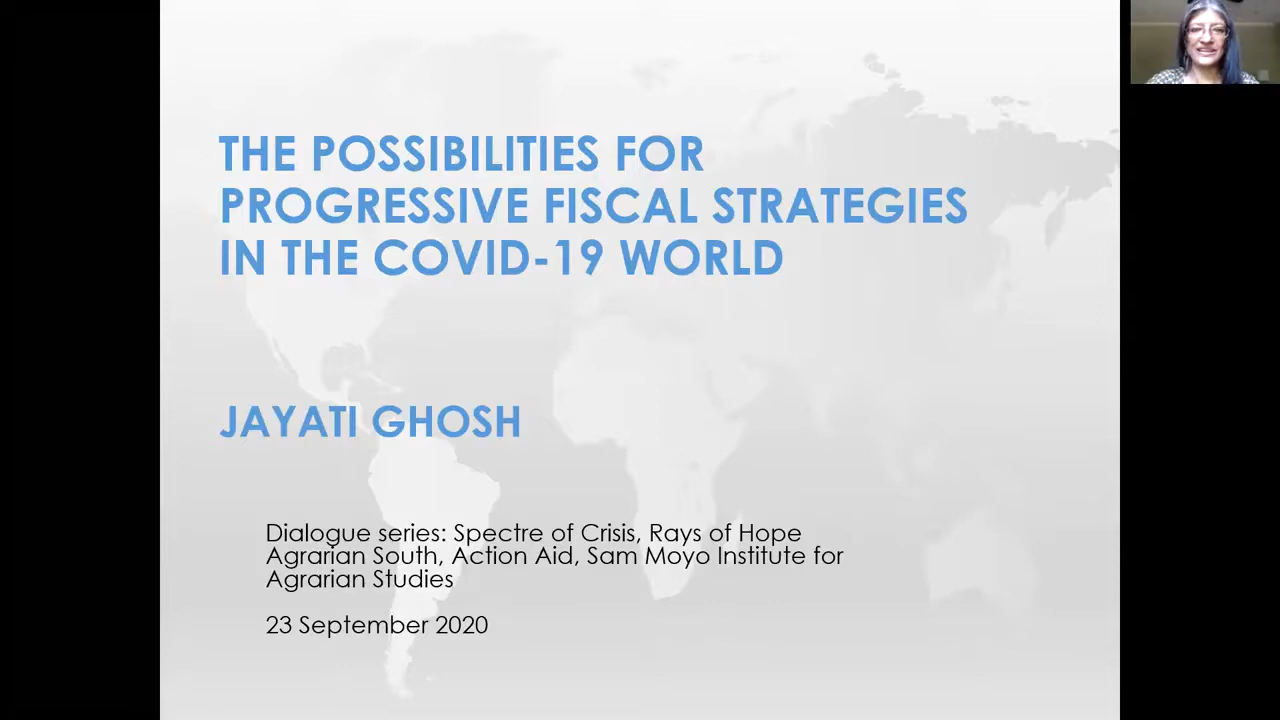 THE POSSIBILITIES FOR
PROGRESSIVE FISCAL STRATEGIES
IN THE COVID-19 WORLD
JAYATI GHOSH
Dialogue series: Spectre of Crisis, Rays of Hope
Agrarian South, Action Aid, Sam Moyo Institute for
Agrarian Studies
23 September 2020